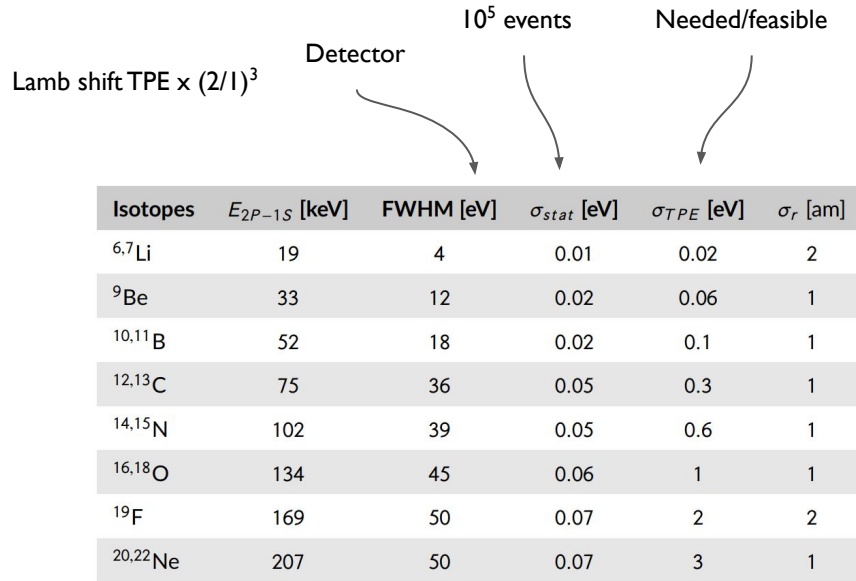 10⁵ events
Needed/feasible
Detector
Lamb shift TPE x (2/1)³
Isotopes E₂P₋₁S [keV] FWHM [eV] σstat [eV] σTPE [eV] σr [am]
⁶,⁷Li 19 4 0.01 0.02 2
⁹Be 33 12 0.02 0.06 1
¹⁰,¹¹B 52 18 0.02 0.1 1
¹²,¹³C 75 36 0.05 0.3 1
¹⁴,¹⁵N 102 39 0.05 0.6 1
¹⁶,¹⁸O 134 45 0.06 1 1
¹⁹F 169 50 0.07 2 2
²⁰,²²Ne 207 50 0.07 3 1